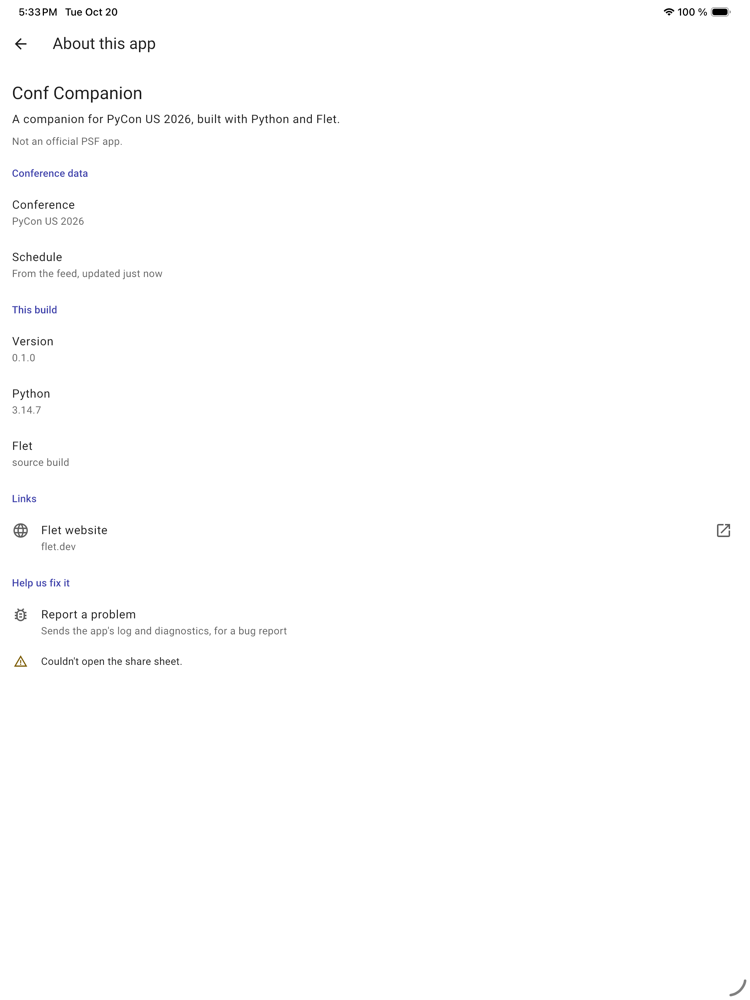 5:33 PM Tue Oct 20
100 %
About this app
Conf Companion
A companion for PyCon US 2026, built with Python and Flet.
Not an official PSF app.
Conference data
Conference
PyCon US 2026
Schedule
From the feed, updated just now
This build
Version
0.1.0
Python
3.14.7
Flet
source build
Links
Flet website
flet.dev
Help us fix it
Report a problem
Sends the app's log and diagnostics, for a bug report
Couldn't open the share sheet.